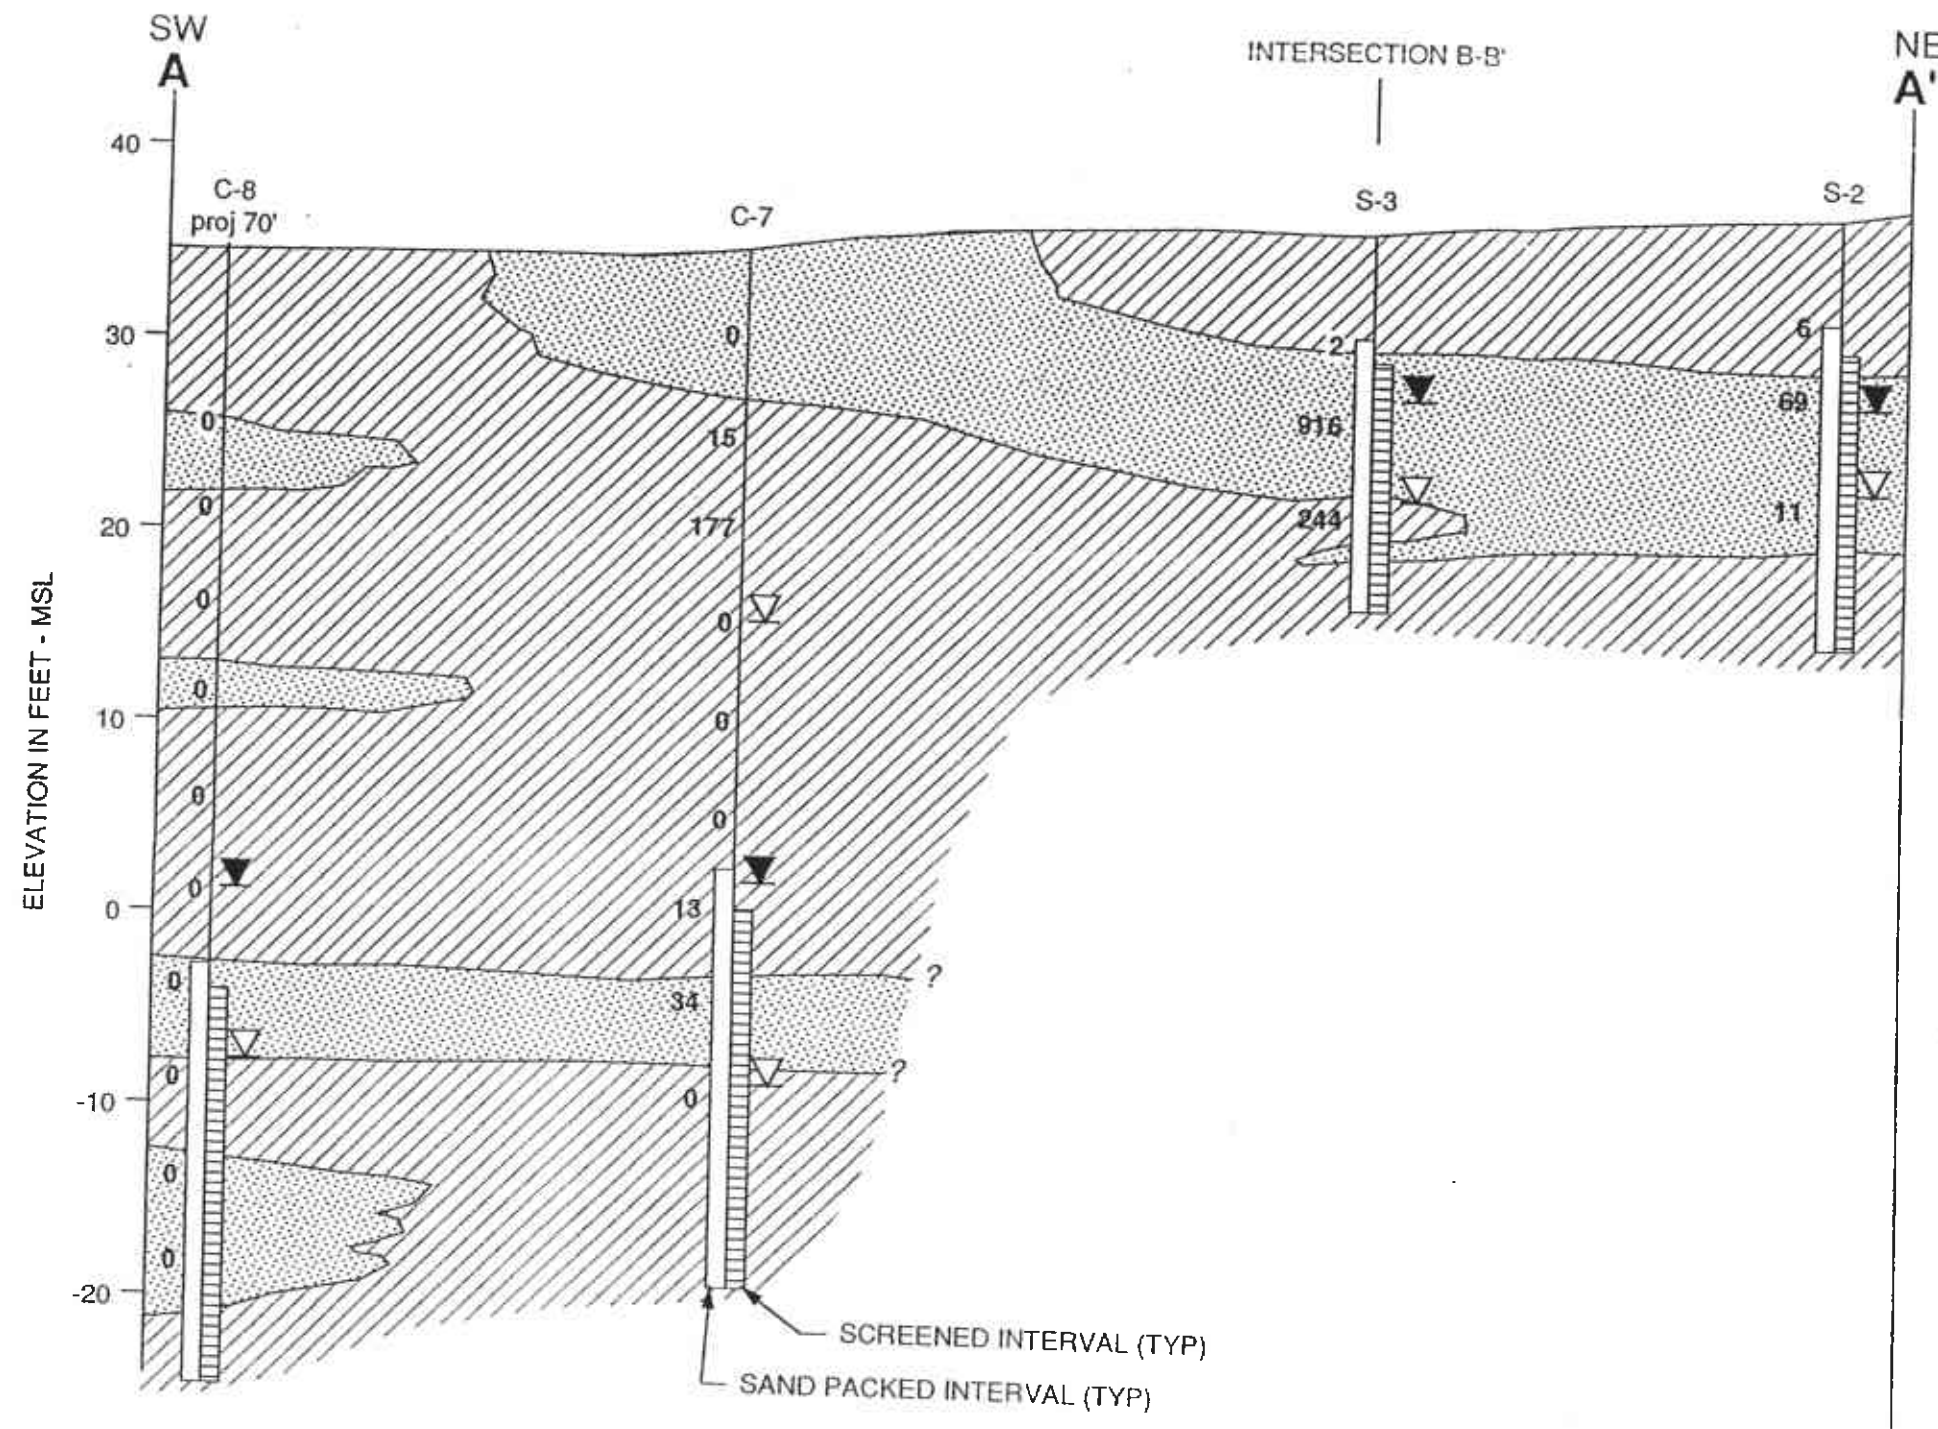 SW
A
INTERSECTION B-B'
NE
A'
40
C-8
proj 70'
C-7
S-3
S-2
30
0
2
6
0
15
916
69
0
20
177
244
11
0
0
0
10
0
0
0
ELEVATION IN FEET - MSL
0
0
13
0
34
?
0
0
?
-10
0
0
-20
SCREENED INTERVAL (TYP)
SAND PACKED INTERVAL (TYP)